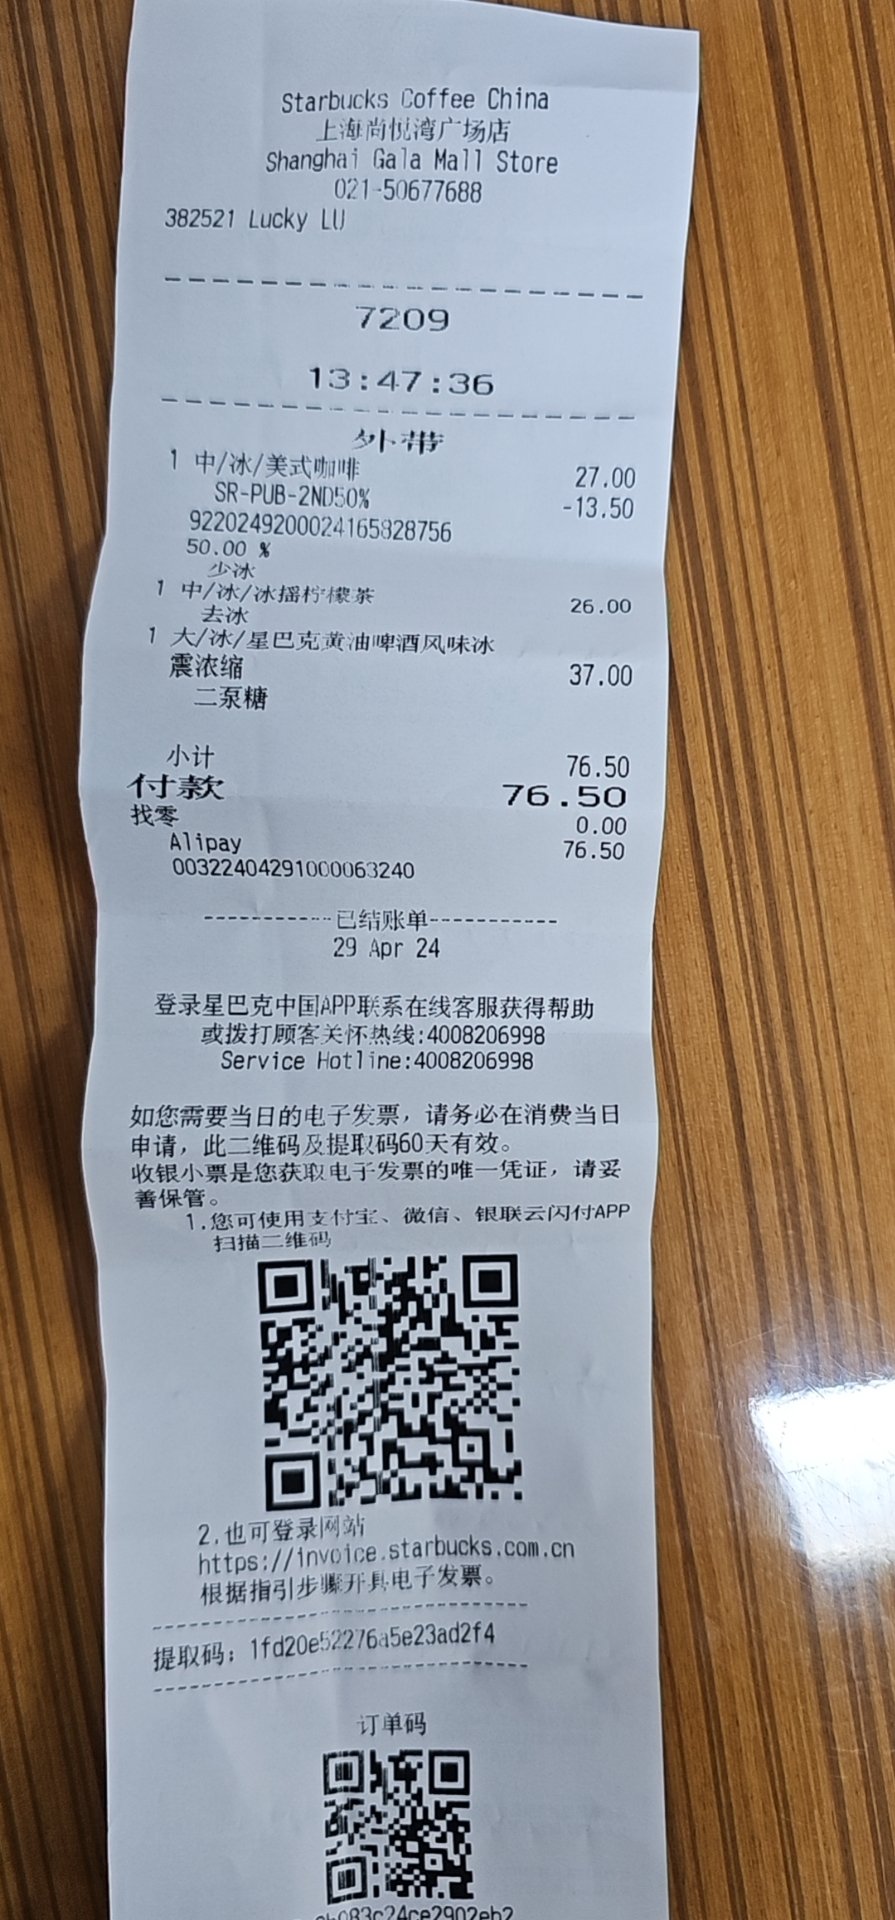 Starbucks Coffee China
上海尚悦湾广场店
Shanghai Gala Mall Store
021-50677688
382521 Lucky LU
7209
13:47:36
外带
1 中/冰/美式咖啡 27.00
SR-PUB-2ND50% -13.50
9220249200024165828756
50.00 %
少冰
1 中/冰/冰摇柠檬茶 26.00
去冰
1 大/冰/星巴克黄油啤酒风味冰
震浓缩 37.00
二泵糖
小计 76.50
付款 76.50
找零 0.00
Alipay 76.50
00322404291000063240
-----------已结账单-----------
29 Apr 24
登录星巴克中国APP联系在线客服获得帮助
或拨打顾客关怀热线:4008206998
Service Hotline:4008206998
如您需要当日的电子发票，请务必在消费当日
申请，此二维码及提取码60天有效。
收银小票是您获取电子发票的唯一凭证，请妥
善保管。
1.您可使用支付宝、微信、银联云闪付APP
扫描二维码
2.也可登录网站
https://invoice.starbucks.com.cn
根据指引步骤开具电子发票。
提取码：1fd20e52276a5e23ad2f4
订单码